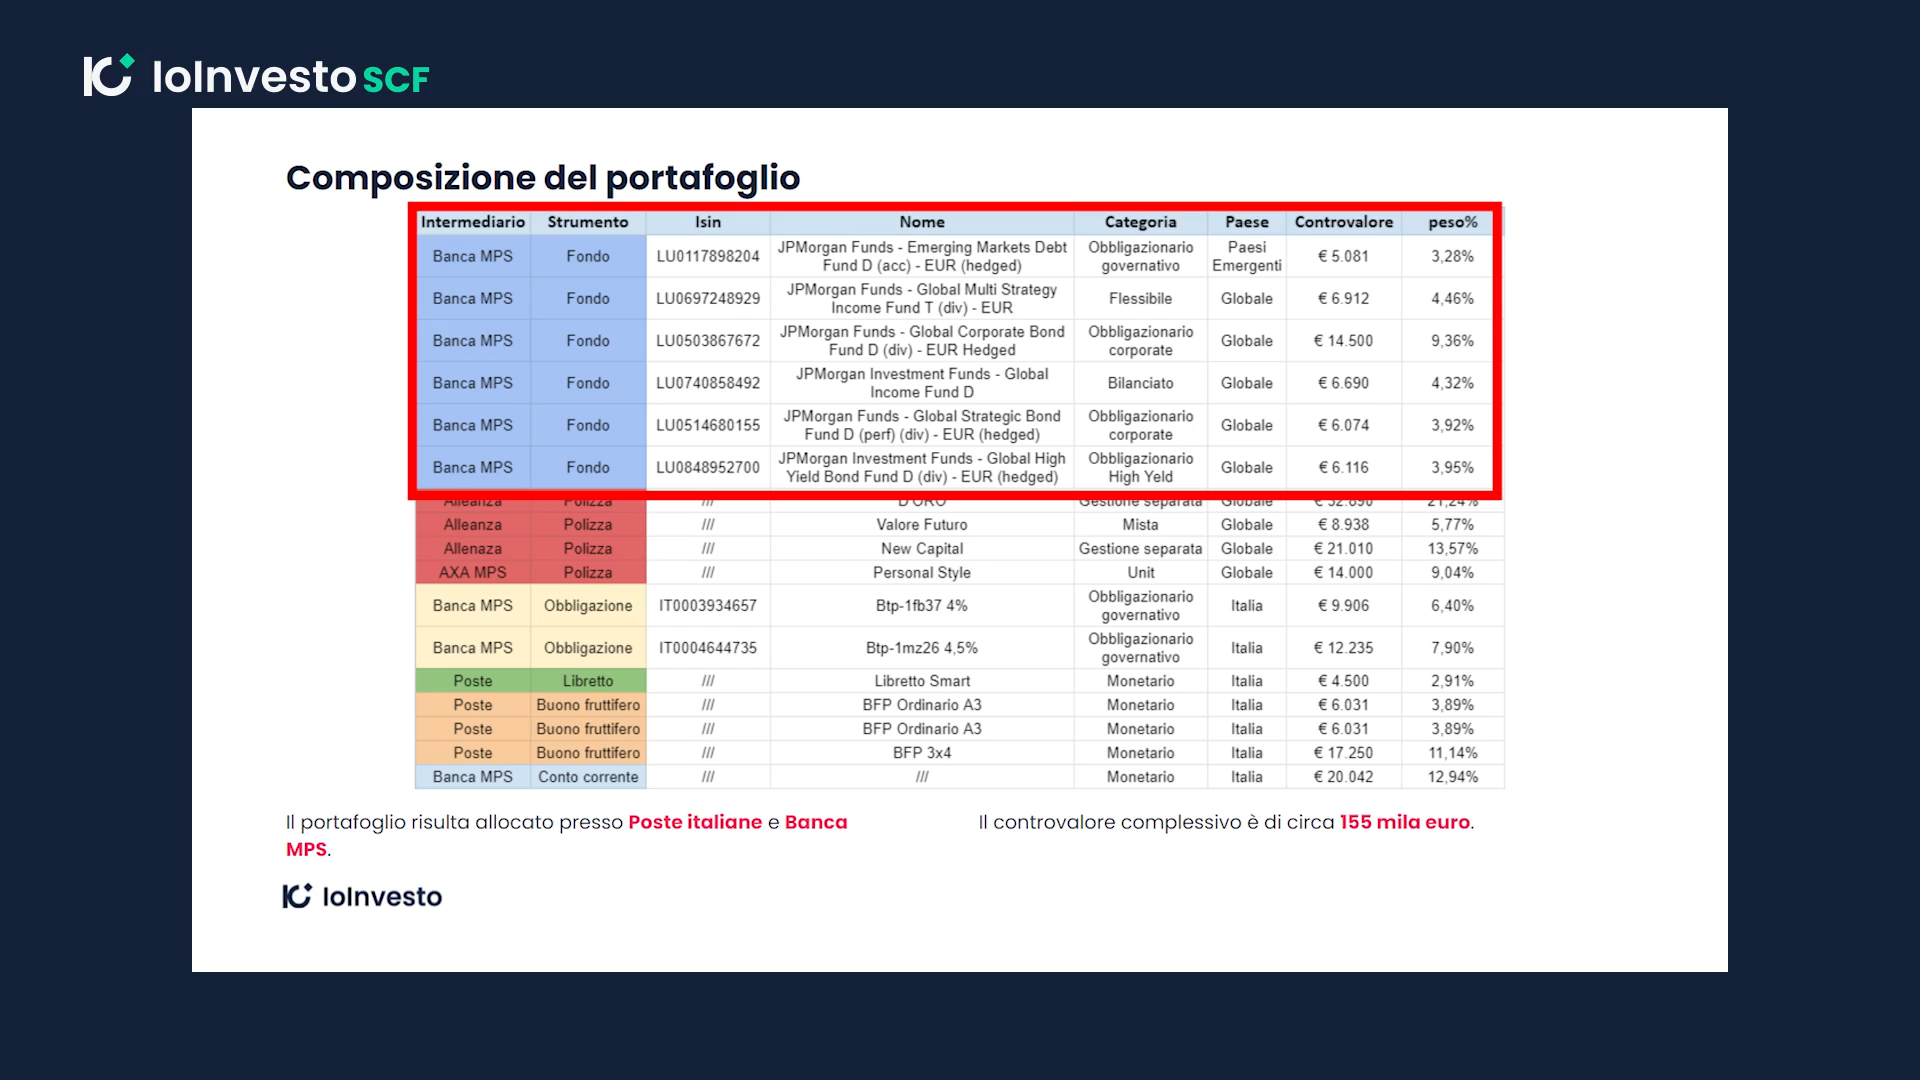 IoInvesto SCF
Composizione del portafoglio
Intermediario Strumento Isin Nome Categoria Paese Controvalore peso%
Banca MPS Fondo LU0117898204 JPMorgan Funds - Emerging Markets Debt Fund D (acc) - EUR (hedged) Obbligazionario governativo Paesi Emergenti € 5.081 3,28%
Banca MPS Fondo LU0697248929 JPMorgan Funds - Global Multi Strategy Income Fund T (div) - EUR Flessibile Globale € 6.912 4,46%
Banca MPS Fondo LU0503867672 JPMorgan Funds - Global Corporate Bond Fund D (div) - EUR Hedged Obbligazionario corporate Globale € 14.500 9,36%
Banca MPS Fondo LU0740858492 JPMorgan Investment Funds - Global Income Fund D Bilanciato Globale € 6.690 4,32%
Banca MPS Fondo LU0514680155 JPMorgan Funds - Global Strategic Bond Fund D (perf) (div) - EUR (hedged) Obbligazionario corporate Globale € 6.074 3,92%
Banca MPS Fondo LU0848952700 JPMorgan Investment Funds - Global High Yield Bond Fund D (div) - EUR (hedged) Obbligazionario High Yeld Globale € 6.116 3,95%
Alleanza Polizza /// D'ORO Gestione separata Globale € 32.890 21,24%
Alleanza Polizza /// Valore Futuro Mista Globale € 8.938 5,77%
Allenaza Polizza /// New Capital Gestione separata Globale € 21.010 13,57%
AXA MPS Polizza /// Personal Style Unit Globale € 14.000 9,04%
Banca MPS Obbligazione IT0003934657 Btp-1fb37 4% Obbligazionario governativo Italia € 9.906 6,40%
Banca MPS Obbligazione IT0004644735 Btp-1mz26 4,5% Obbligazionario governativo Italia € 12.235 7,90%
Poste Libretto /// Libretto Smart Monetario Italia € 4.500 2,91%
Poste Buono fruttifero /// BFP Ordinario A3 Monetario Italia € 6.031 3,89%
Poste Buono fruttifero /// BFP Ordinario A3 Monetario Italia € 6.031 3,89%
Poste Buono fruttifero /// BFP 3x4 Monetario Italia € 17.250 11,14%
Banca MPS Conto corrente /// /// Monetario Italia € 20.042 12,94%
Il portafoglio risulta allocato presso Poste italiane e Banca
MPS.
Il controvalore complessivo è di circa 155 mila euro.
IoInvesto